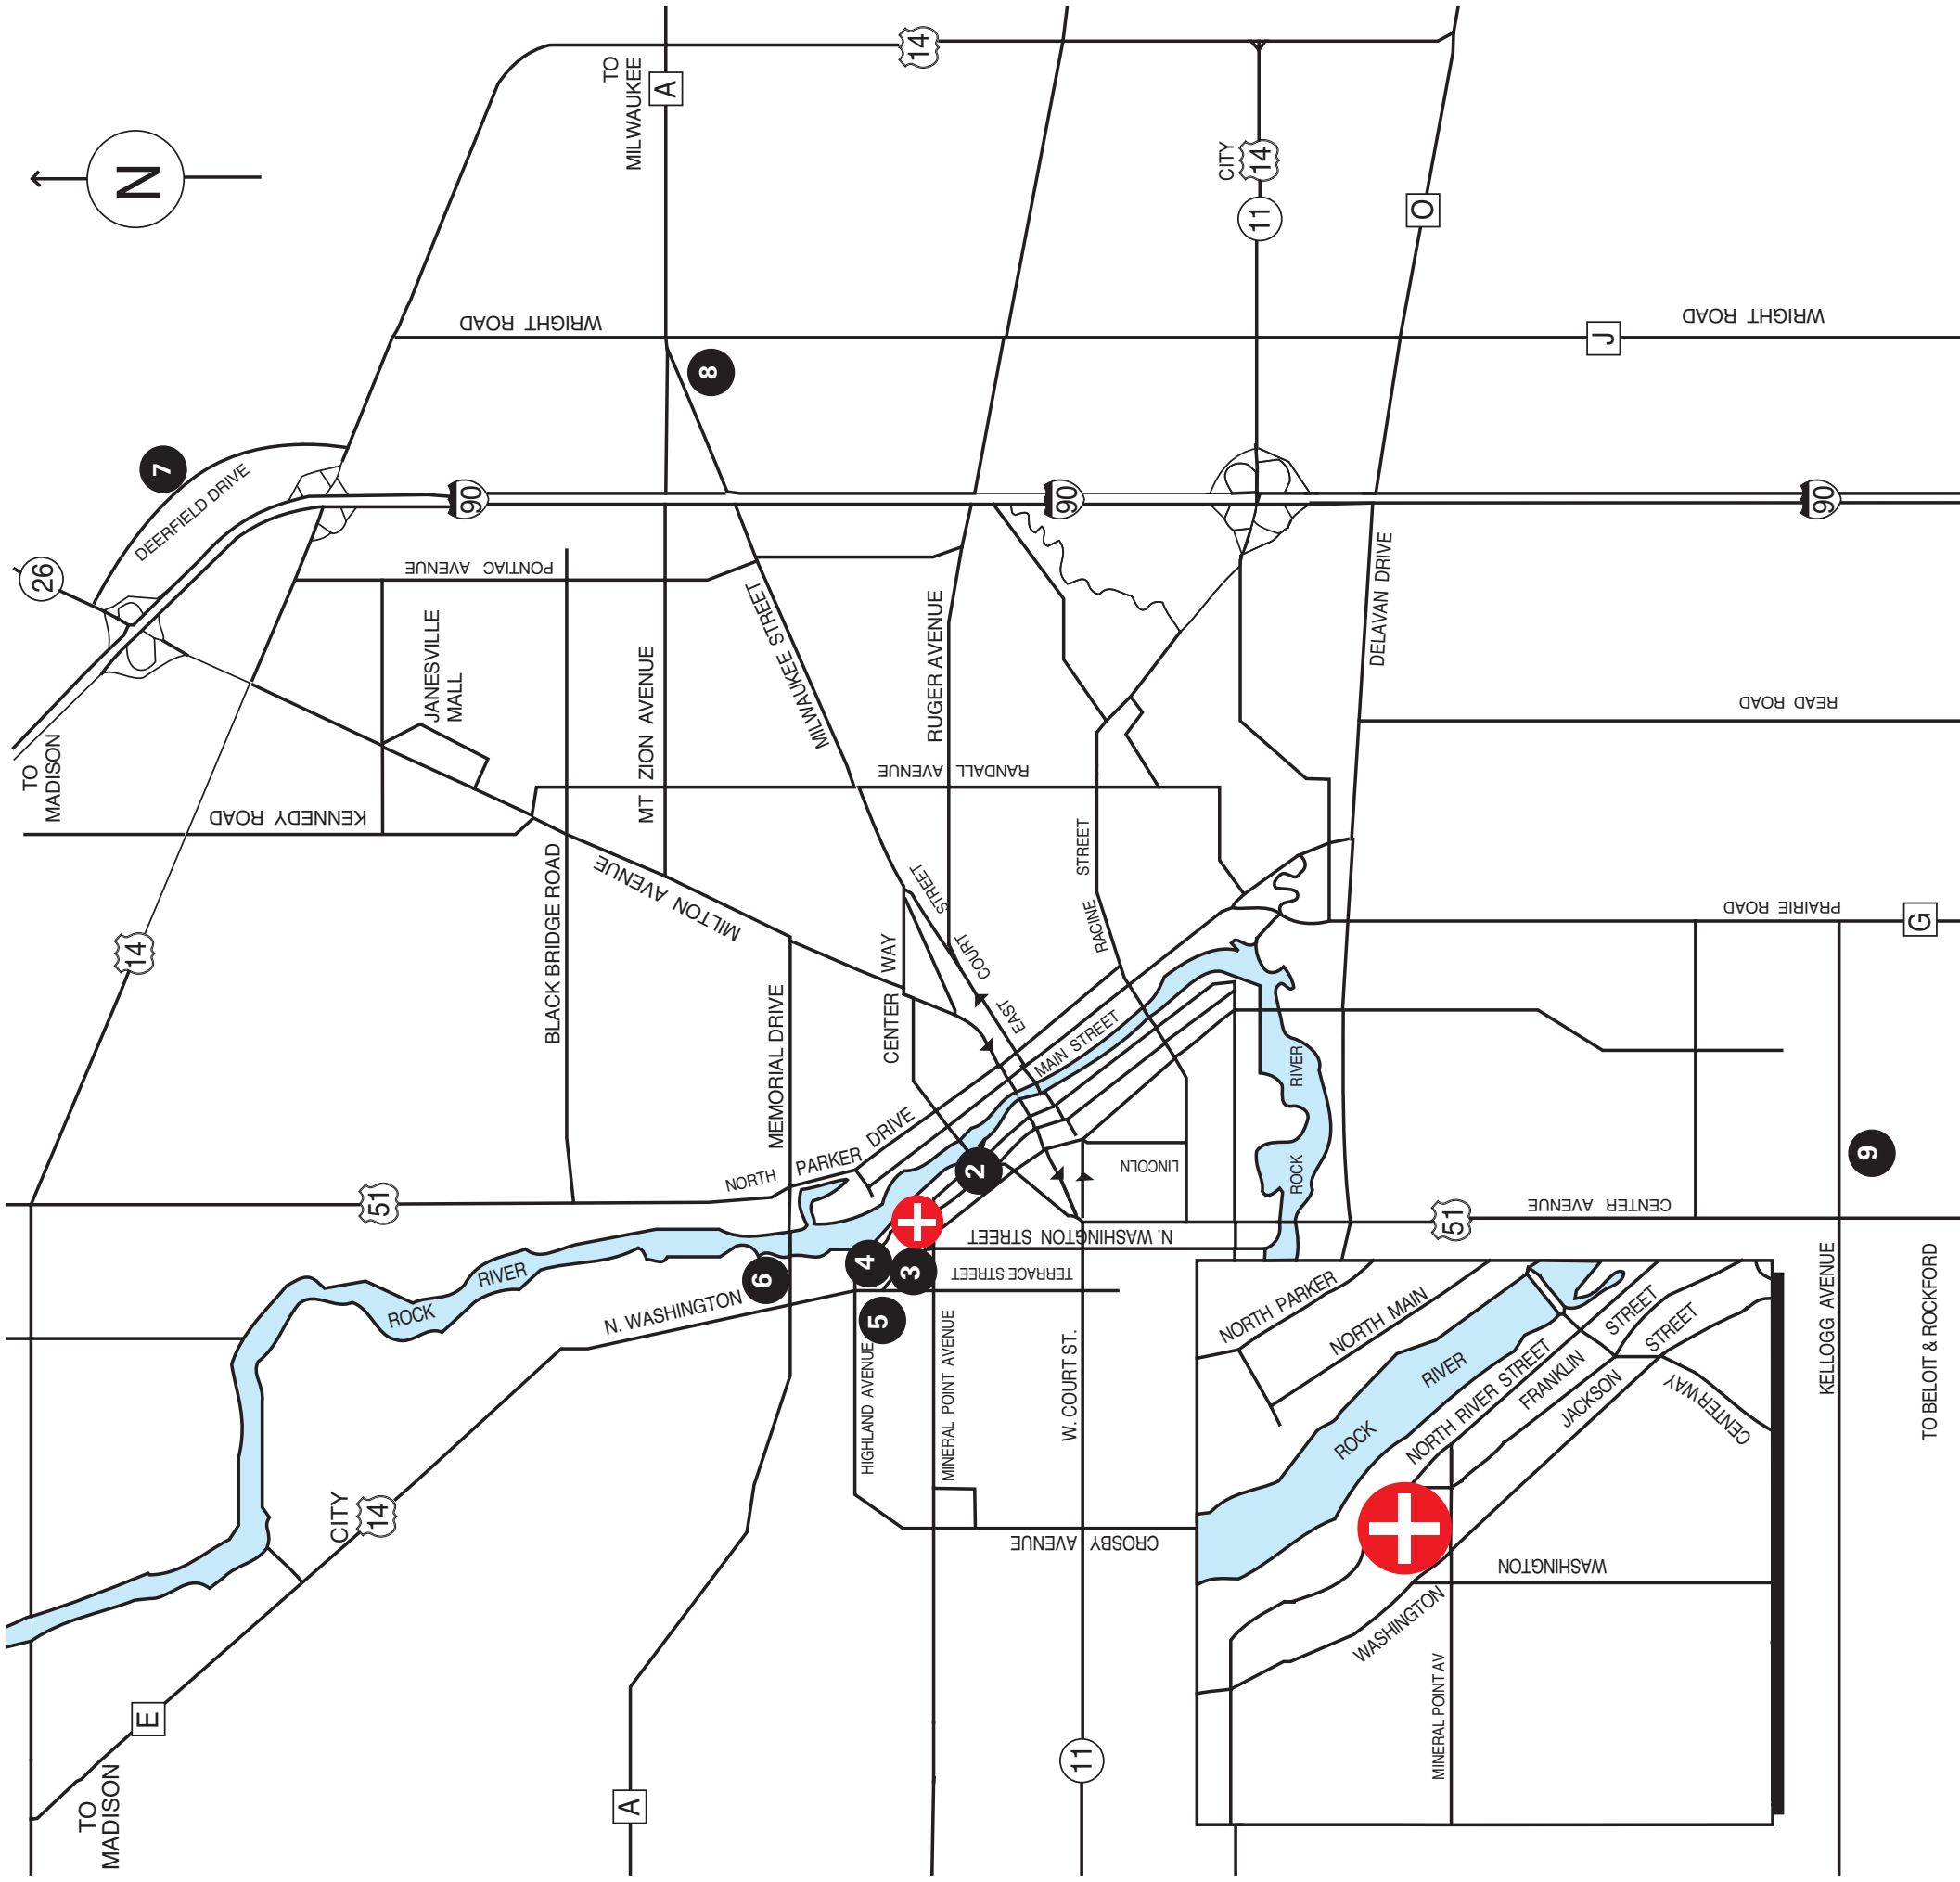 N
TO
MADISON
E
CITY
14
A
11
TO
MADISON
26
DEERFIELD DRIVE
7
14
51
KENNEDY ROAD
JANESVILLE
MALL
PONTIAC AVENUE
90
WRIGHT ROAD
TO
MILWAUKEE
A
14
8
BLACK BRIDGE ROAD
MT ZION AVENUE
MILTON AVENUE
MILWAUKEE STREET
RUGER AVENUE
RANDALL AVENUE
90
CITY
14
11
O
J
WRIGHT ROAD
90
DELAVAN DRIVE
READ ROAD
MEMORIAL DRIVE
CENTER WAY
EAST COURT STREET
RACINE STREET
MAIN STREET
NORTH PARKER DRIVE
ROCK RIVER
N. WASHINGTON
6
4
3
5
2
N. WASHINGTON STREET
TERRACE STREET
LINCOLN
HIGHLAND AVENUE
MINERAL POINT AVENUE
W. COURT ST.
CROSBY AVENUE
ROCK RIVER
PRAIRIE ROAD
G
51
CENTER AVENUE
9
KELLOGG AVENUE
TO BELOIT & ROCKFORD
NORTH PARKER
NORTH MAIN
ROCK RIVER
NORTH RIVER STREET
FRANKLIN STREET
JACKSON STREET
CENTERWAY
WASHINGTON
WASHINGTON
MINERAL POINT AV